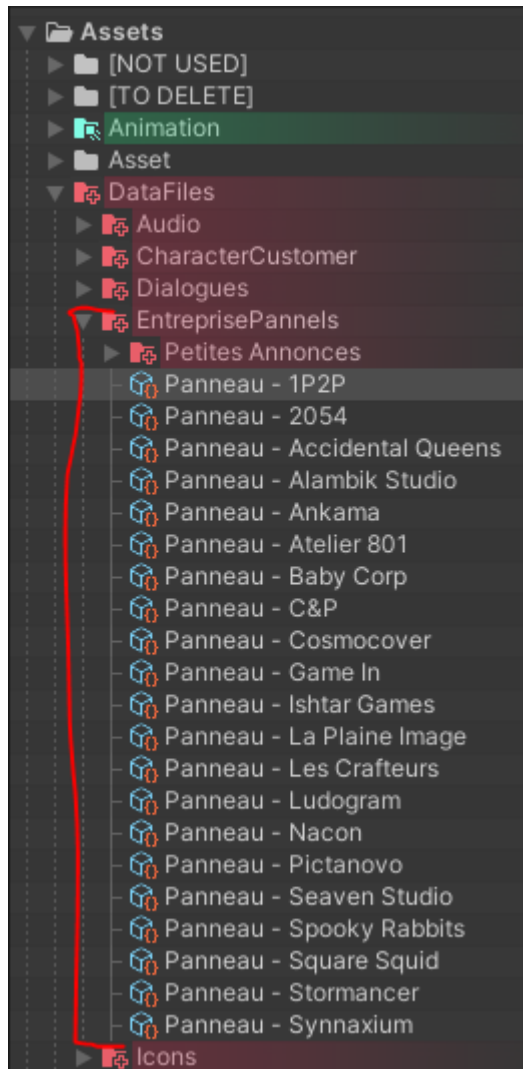 Assets
[NOT USED]
[TO DELETE]
Animation
Asset
DataFiles
Audio
CharacterCustomer
Dialogues
EntreprisePannels
Petites Annonces
Panneau - 1P2P
Panneau - 2054
Panneau - Accidental Queens
Panneau - Alambik Studio
Panneau - Ankama
Panneau - Atelier 801
Panneau - Baby Corp
Panneau - C&P
Panneau - Cosmocover
Panneau - Game In
Panneau - Ishtar Games
Panneau - La Plaine Image
Panneau - Les Crafteurs
Panneau - Ludogram
Panneau - Nacon
Panneau - Pictanovo
Panneau - Seaven Studio
Panneau - Spooky Rabbits
Panneau - Square Squid
Panneau - Stormancer
Panneau - Synnaxium
Icons